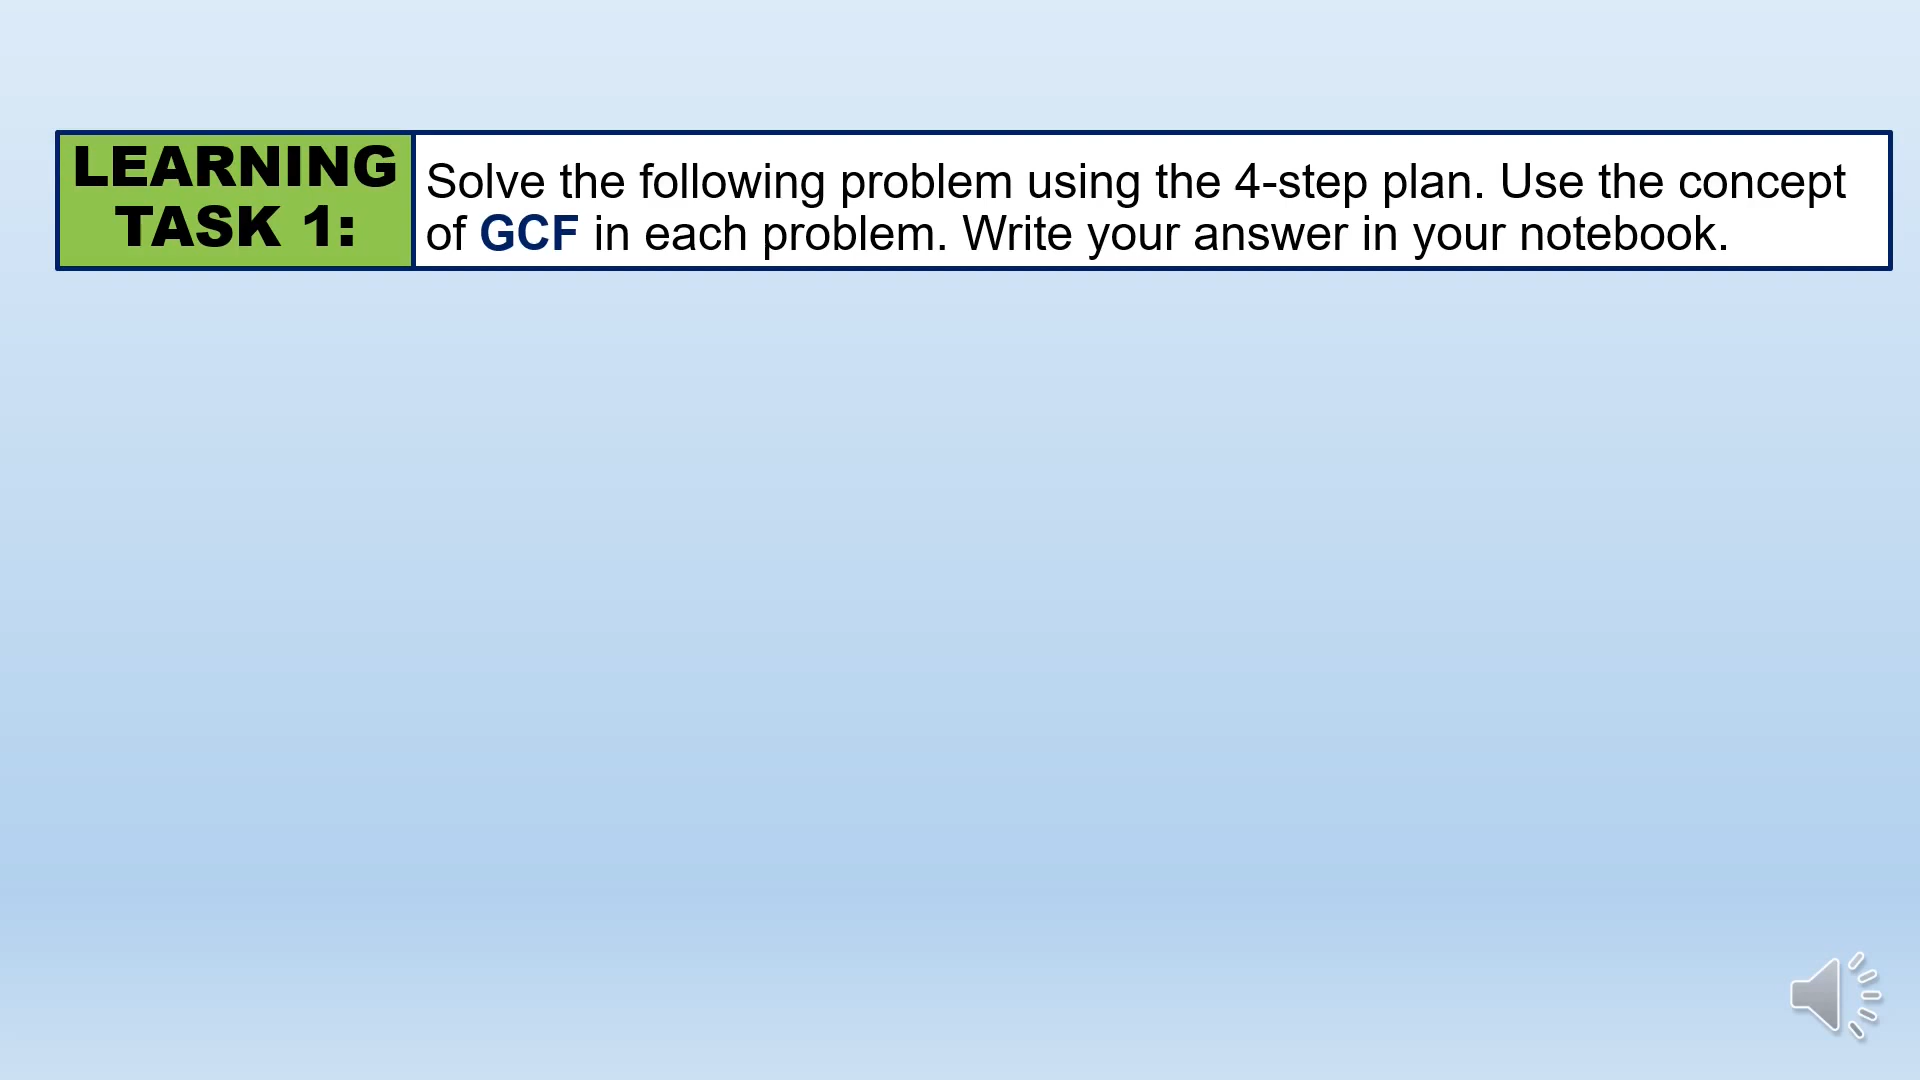 LEARNING
TASK 1:
Solve the following problem using the 4-step plan. Use the concept
of GCF in each problem. Write your answer in your notebook.